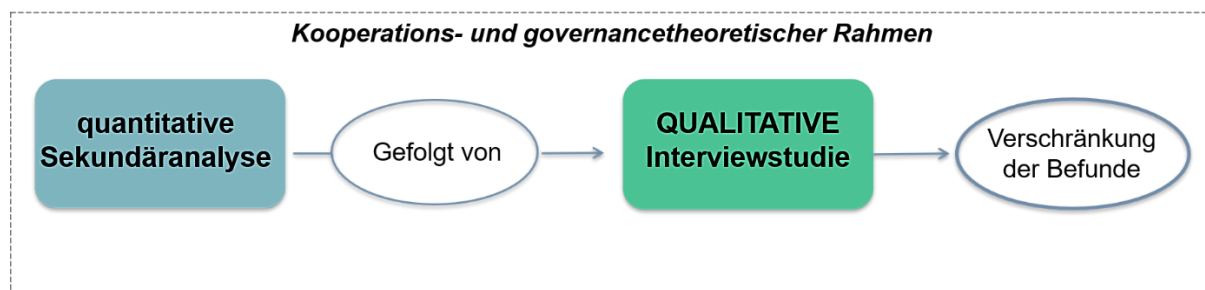 Kooperations- und governancetheoretischer Rahmen
quantitative
Sekundäranalyse
Gefolgt von
QUALITATIVE
Interviewstudie
Verschränkung
der Befunde